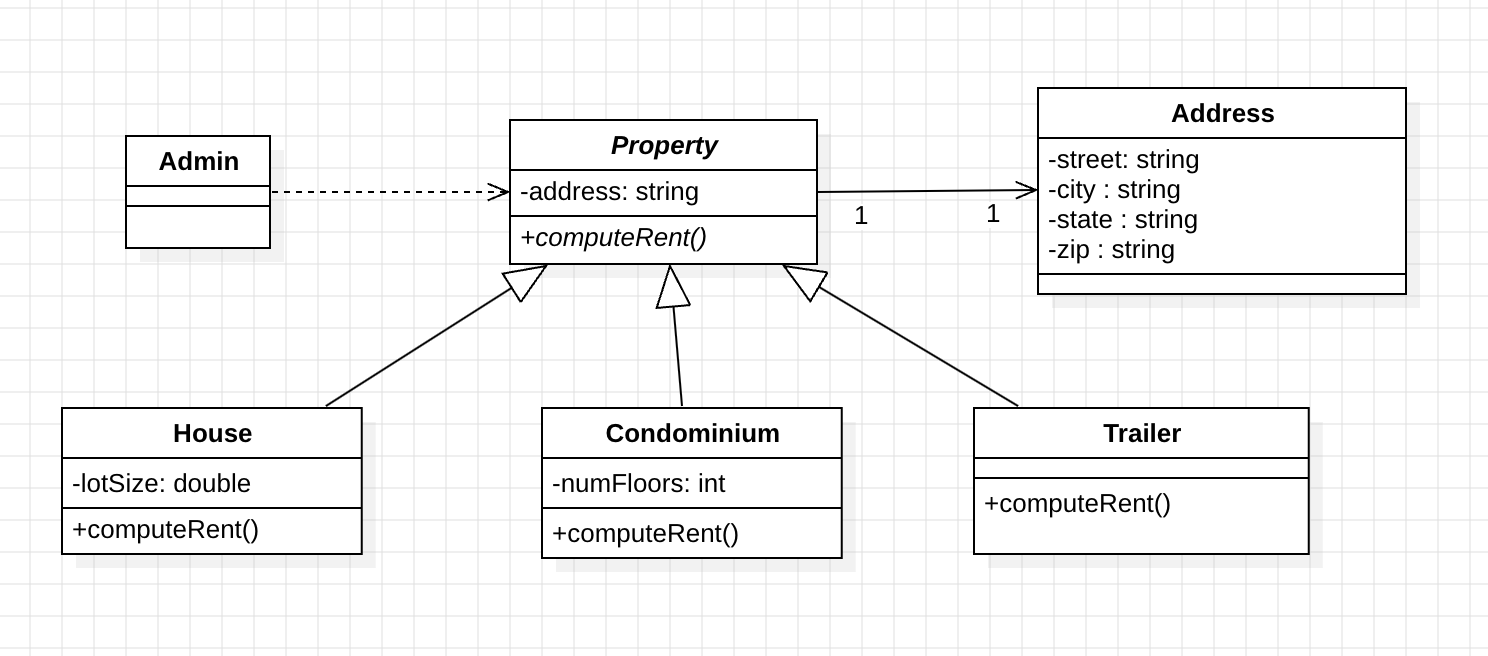 Admin
Property
-address: string
+computeRent()
1
1
Address
-street: string
-city : string
-state : string
-zip : string
House
-lotSize: double
+computeRent()
Condominium
-numFloors: int
+computeRent()
Trailer
+computeRent()